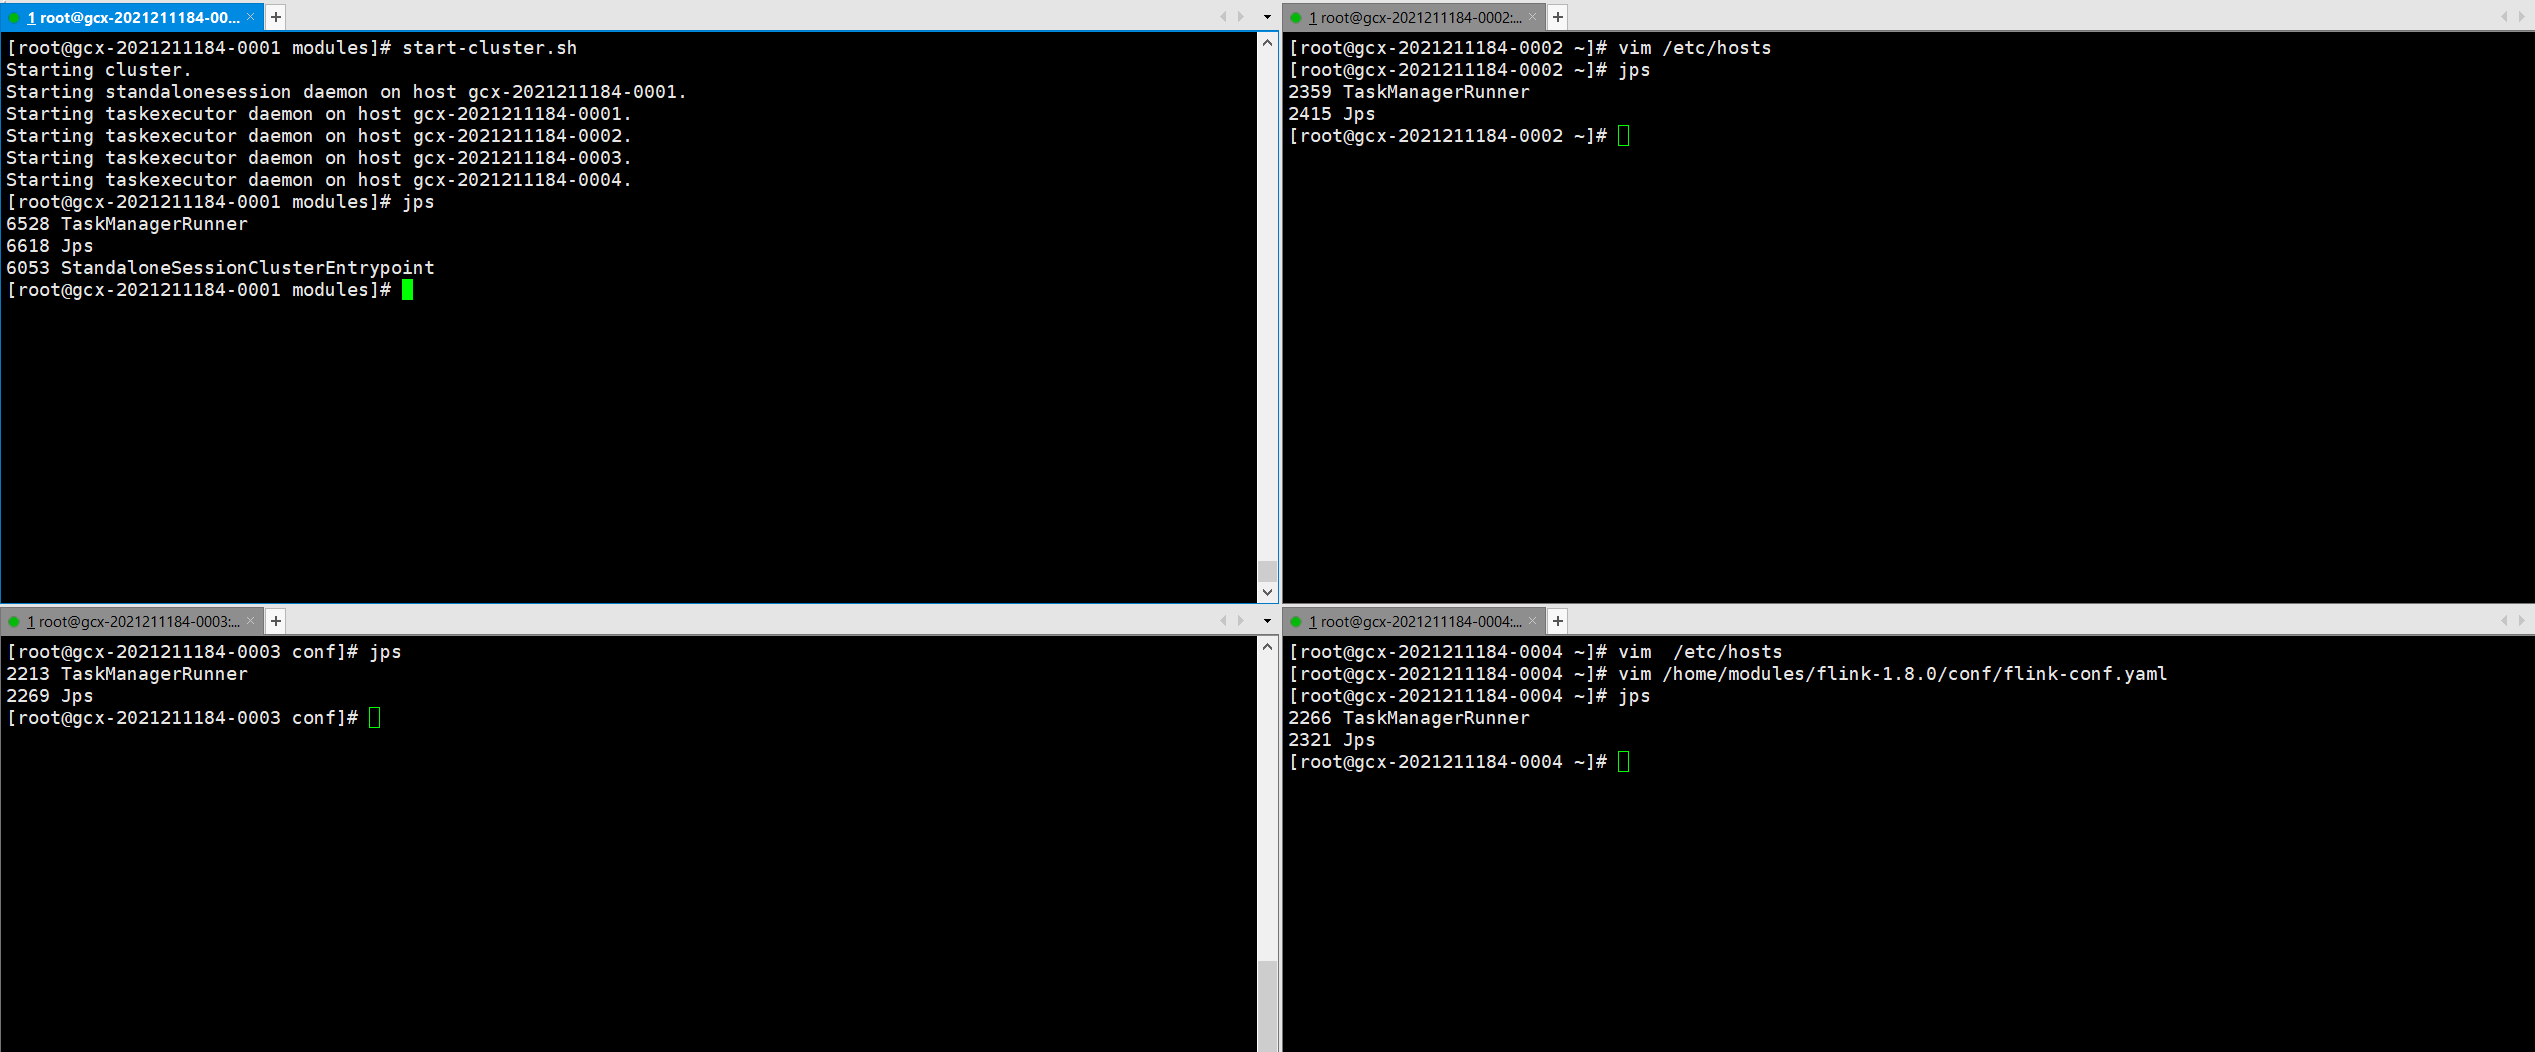 1 root@gcx-2021211184-00...
[root@gcx-2021211184-0001 modules]# start-cluster.sh
Starting cluster.
Starting standalonesession daemon on host gcx-2021211184-0001.
Starting taskexecutor daemon on host gcx-2021211184-0001.
Starting taskexecutor daemon on host gcx-2021211184-0002.
Starting taskexecutor daemon on host gcx-2021211184-0003.
Starting taskexecutor daemon on host gcx-2021211184-0004.
[root@gcx-2021211184-0001 modules]# jps
6528 TaskManagerRunner
6618 Jps
6053 StandaloneSessionClusterEntrypoint
[root@gcx-2021211184-0001 modules]#
1 root@gcx-2021211184-0002:...
[root@gcx-2021211184-0002 ~]# vim /etc/hosts
[root@gcx-2021211184-0002 ~]# jps
2359 TaskManagerRunner
2415 Jps
[root@gcx-2021211184-0002 ~]#
1 root@gcx-2021211184-0003:...
[root@gcx-2021211184-0003 conf]# jps
2213 TaskManagerRunner
2269 Jps
[root@gcx-2021211184-0003 conf]#
1 root@gcx-2021211184-0004:...
[root@gcx-2021211184-0004 ~]# vim  /etc/hosts
[root@gcx-2021211184-0004 ~]# vim /home/modules/flink-1.8.0/conf/flink-conf.yaml
[root@gcx-2021211184-0004 ~]# jps
2266 TaskManagerRunner
2321 Jps
[root@gcx-2021211184-0004 ~]#